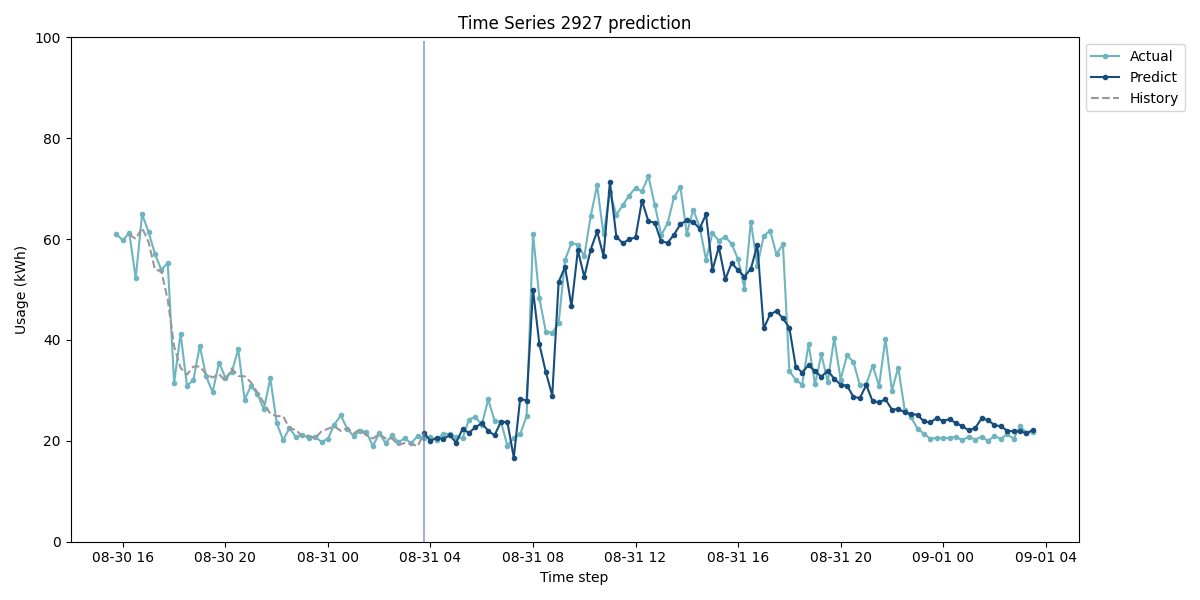 Time Series 2927 prediction
100
80
60
40
20
0
Usage (kWh)
08-30 16
08-30 20
08-31 00
08-31 04
08-31 08
08-31 12
08-31 16
08-31 20
09-01 00
09-01 04
Time step
Actual
Predict
History